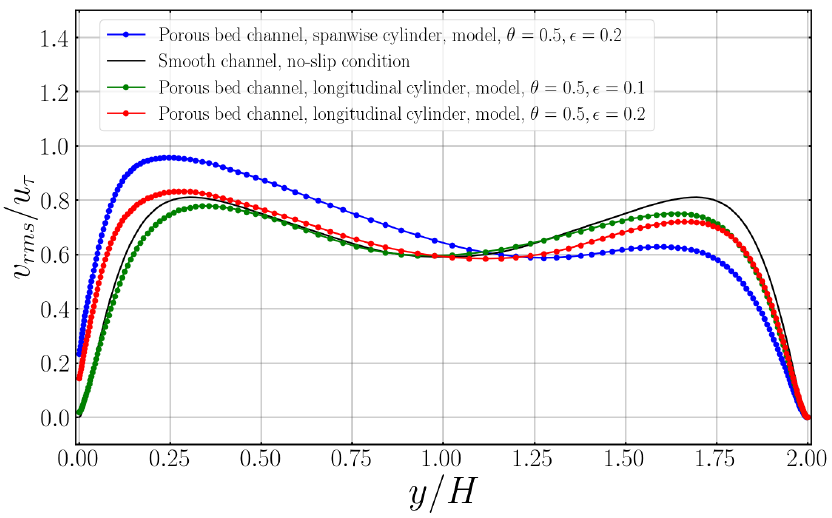 Porous bed channel, spanwise cylinder, model, θ = 0.5, ϵ = 0.2
Smooth channel, no-slip condition
Porous bed channel, longitudinal cylinder, model, θ = 0.5, ϵ = 0.1
Porous bed channel, longitudinal cylinder, model, θ = 0.5, ϵ = 0.2
1.4
1.2
1.0
0.8
0.6
0.4
0.2
0.0
v_rms/u_τ
0.00 0.25 0.50 0.75 1.00 1.25 1.50 1.75 2.00
y/H